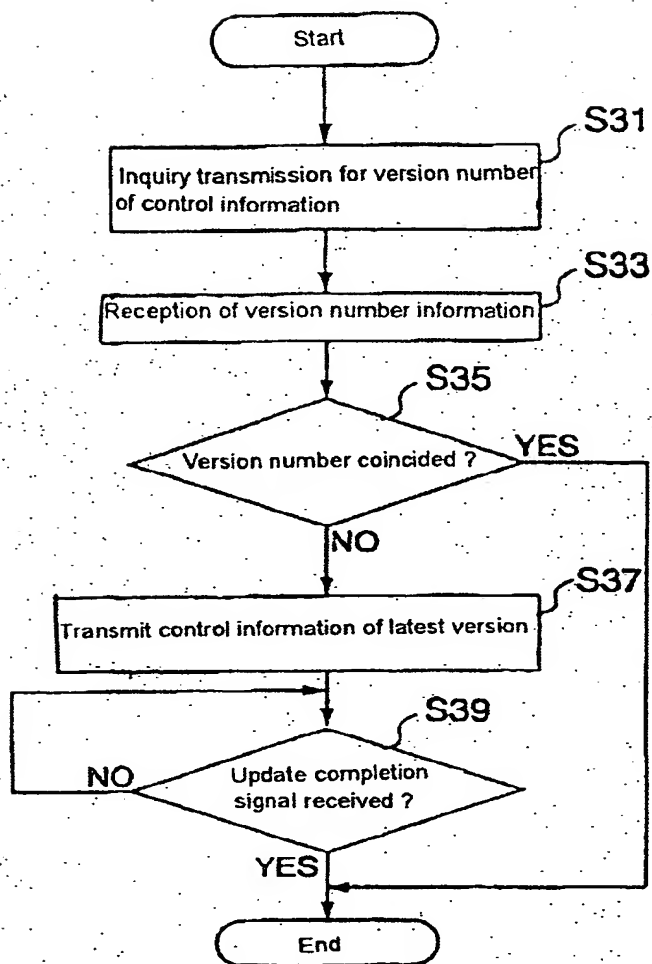 Start
S31
Inquiry transmission for version number
of control information
S33
Reception of version number information
S35
Version number coincided ?
YES
NO
S37
Transmit control information of latest version
S39
Update completion
signal received ?
NO
YES
End